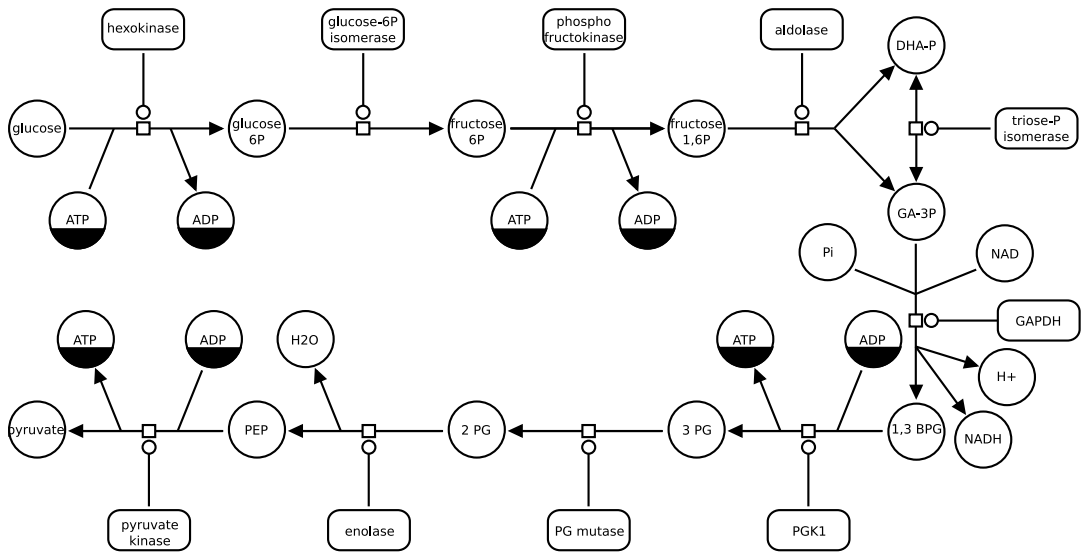 hexokinase
glucose-6P
isomerase
phospho
fructokinase
aldolase
DHA-P
glucose
glucose
6P
fructose
6P
fructose
1,6P
triose-P
isomerase
ATP
ADP
ATP
ADP
GA-3P
Pi
NAD
GAPDH
ATP
ADP
H2O
ATP
ADP
H+
pyruvate
PEP
2 PG
3 PG
1,3 BPG
NADH
pyruvate
kinase
enolase
PG mutase
PGK1